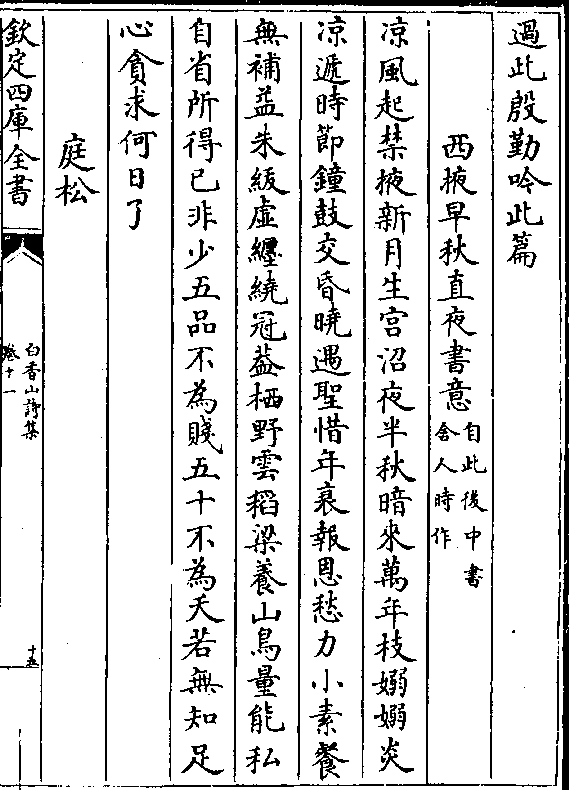 過此殷勤吟此篇
西掖早秋直夜書意自此後中書
舍人時作
凉風起禁掖新月生宫沼夜半秋暗來萬年枝嫋嫋炎
凉遞時節鐘鼓交昏曉遇聖惜年衰報恩愁力小素餐
無補益朱紱虚纒繞冠葢栖野雲稻粱養山鳥量能私
自省所得已非少五品不為賤五十不為夭若無知足
心貪求何日了
庭松
欽定四庫全書
白香山詩集
卷十一
十五